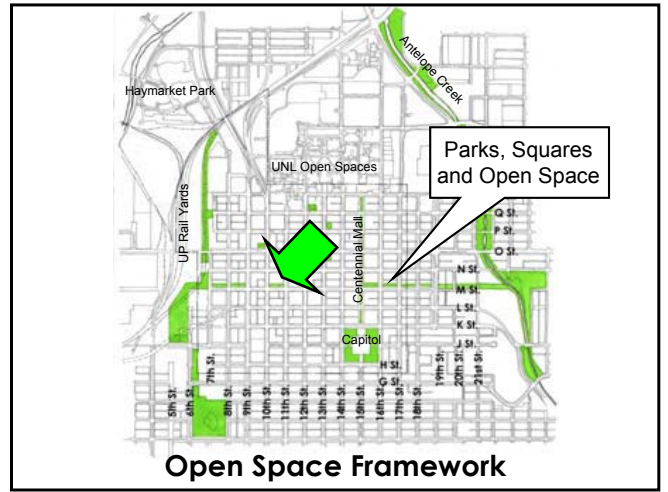 Antelope Creek
Haymarket Park
UNL Open Spaces
Parks, Squares
and Open Space
UP Rail Yards
Centennial Mall
Q St.
P St.
O St.
N St.
M St.
L St.
K St.
J St.
Capitol
H St.
G St.
5th St.
6th St.
7th St.
8th St.
9th St.
10th St.
11th St.
12th St.
13th St.
14th St.
15th St.
16th St.
17th St.
18th St.
19th St.
20th St.
21st St.
Open Space Framework